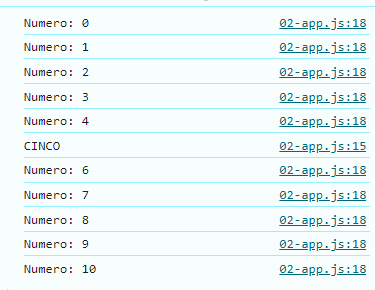 Numero: 0 02-app.js:18
Numero: 1 02-app.js:18
Numero: 2 02-app.js:18
Numero: 3 02-app.js:18
Numero: 4 02-app.js:18
CINCO 02-app.js:15
Numero: 6 02-app.js:18
Numero: 7 02-app.js:18
Numero: 8 02-app.js:18
Numero: 9 02-app.js:18
Numero: 10 02-app.js:18